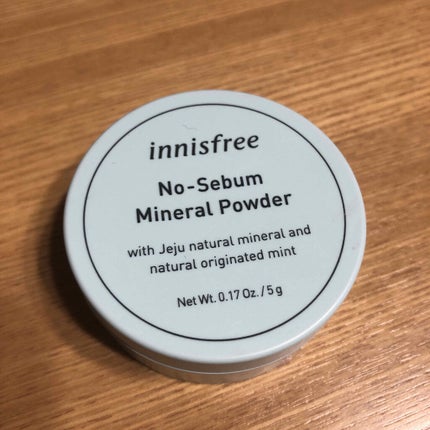 innisfree
No-Sebum
Mineral Powder
with Jeju natural mineral and
natural originated mint
Net Wt. 0.17 Oz. / 5 g